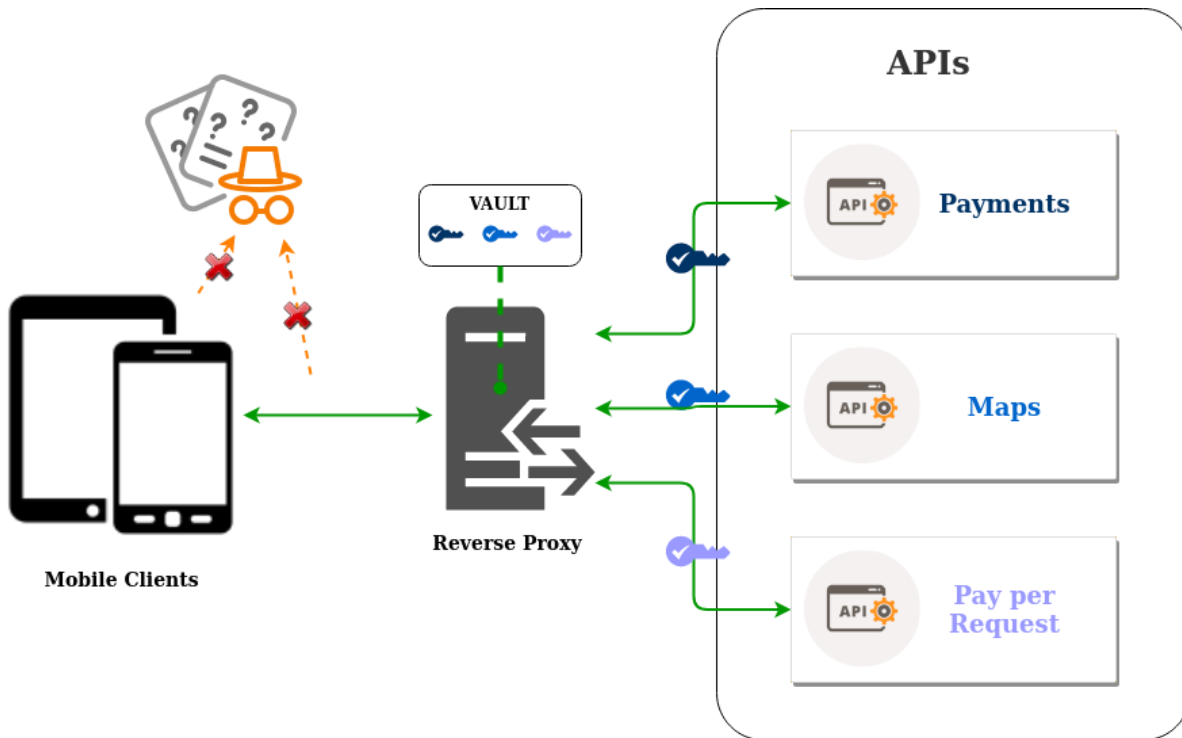 APIs
? ?
? ?
?
VAULT
API
Payments
API
Maps
Reverse Proxy
Mobile Clients
API
Pay per
Request